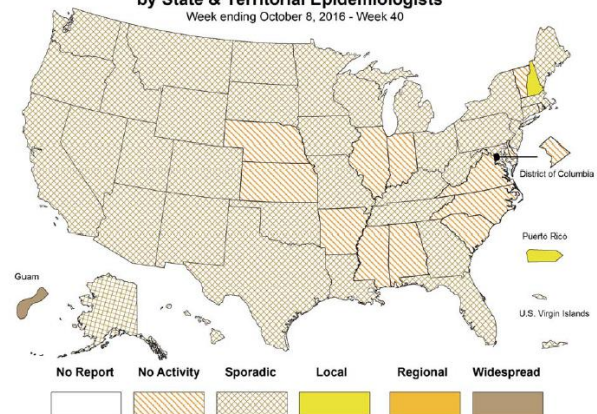 by State & Territorial Epidemiologists
Week ending October 8, 2016 - Week 40
District of Columbia
Puerto Rico
Guam
U.S. Virgin Islands
No Report No Activity Sporadic Local Regional Widespread